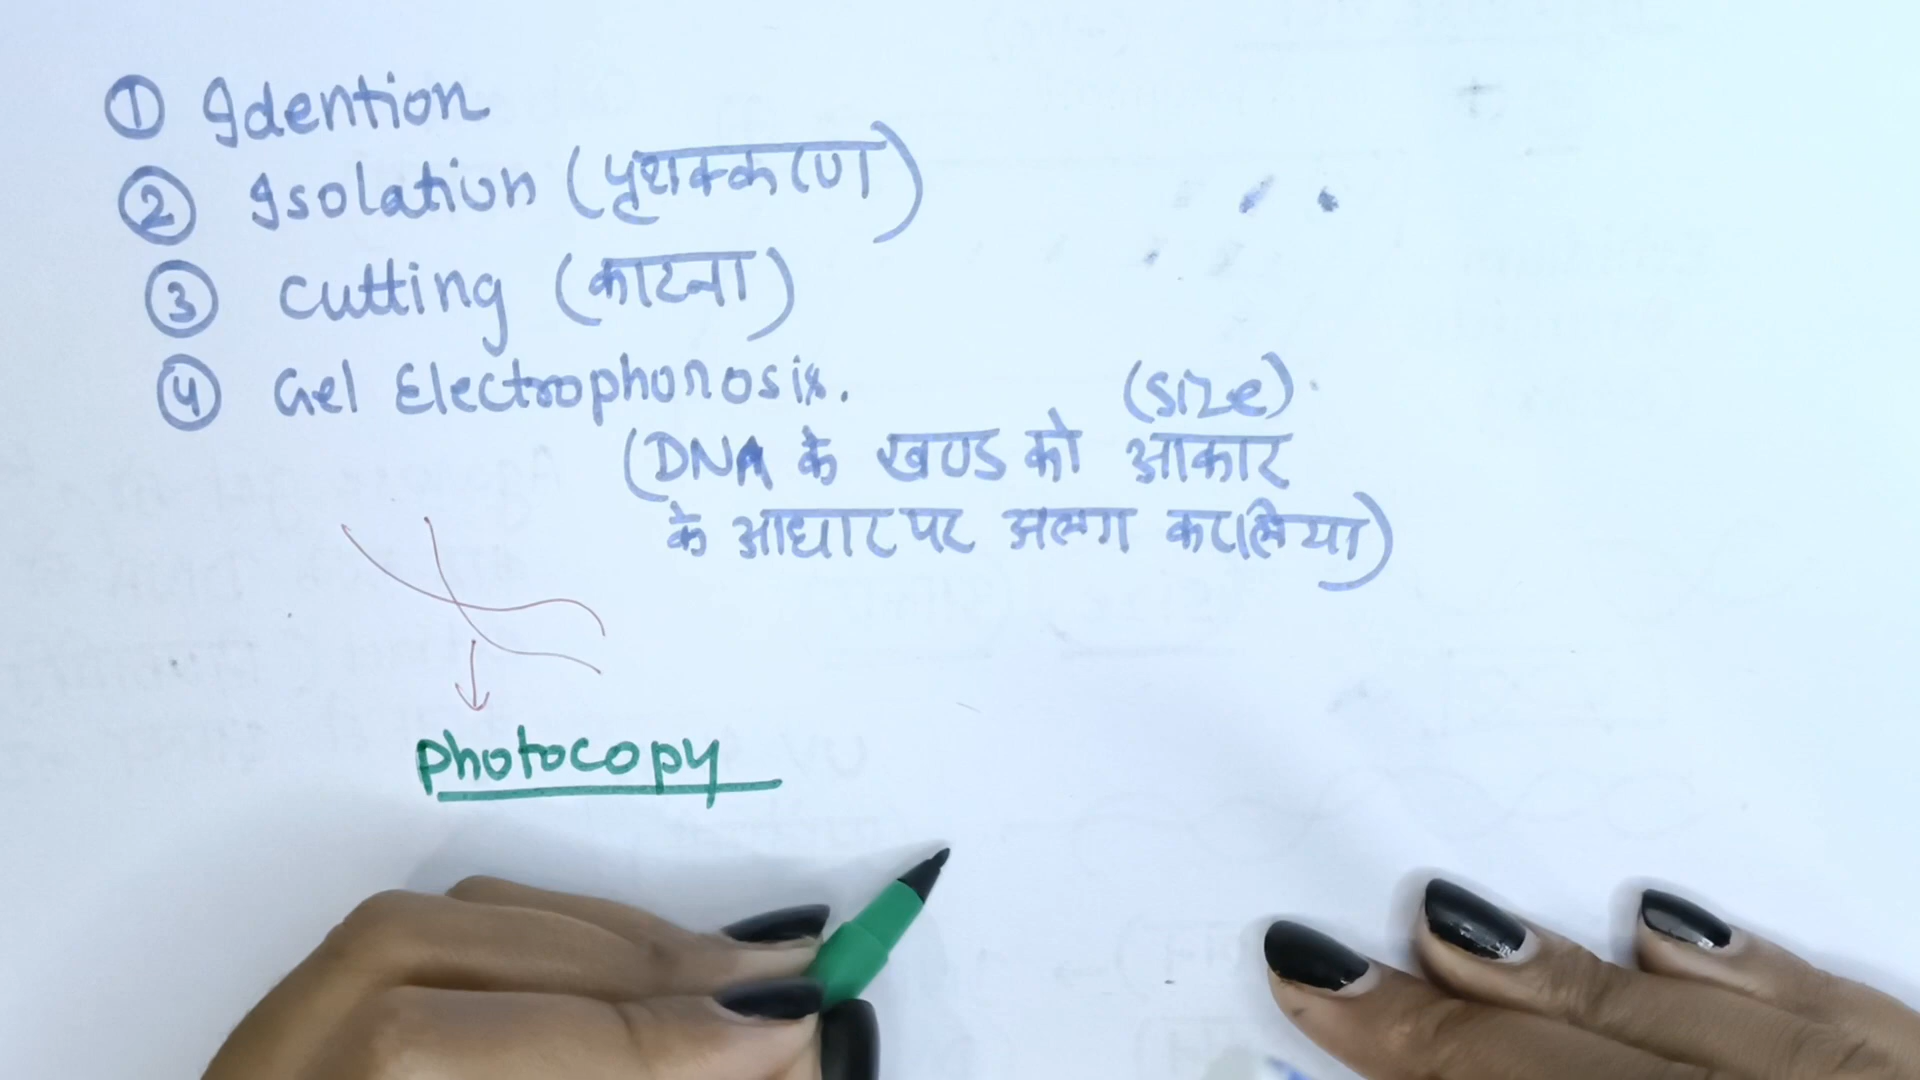 ① Idention
② Isolation (पृथक्करण)
③ Cutting (काटना)
④ Gel Electrophorosis.
(size)
(DNA के खण्ड को आकार
के आधार पर अलग कर लिया)
photocopy